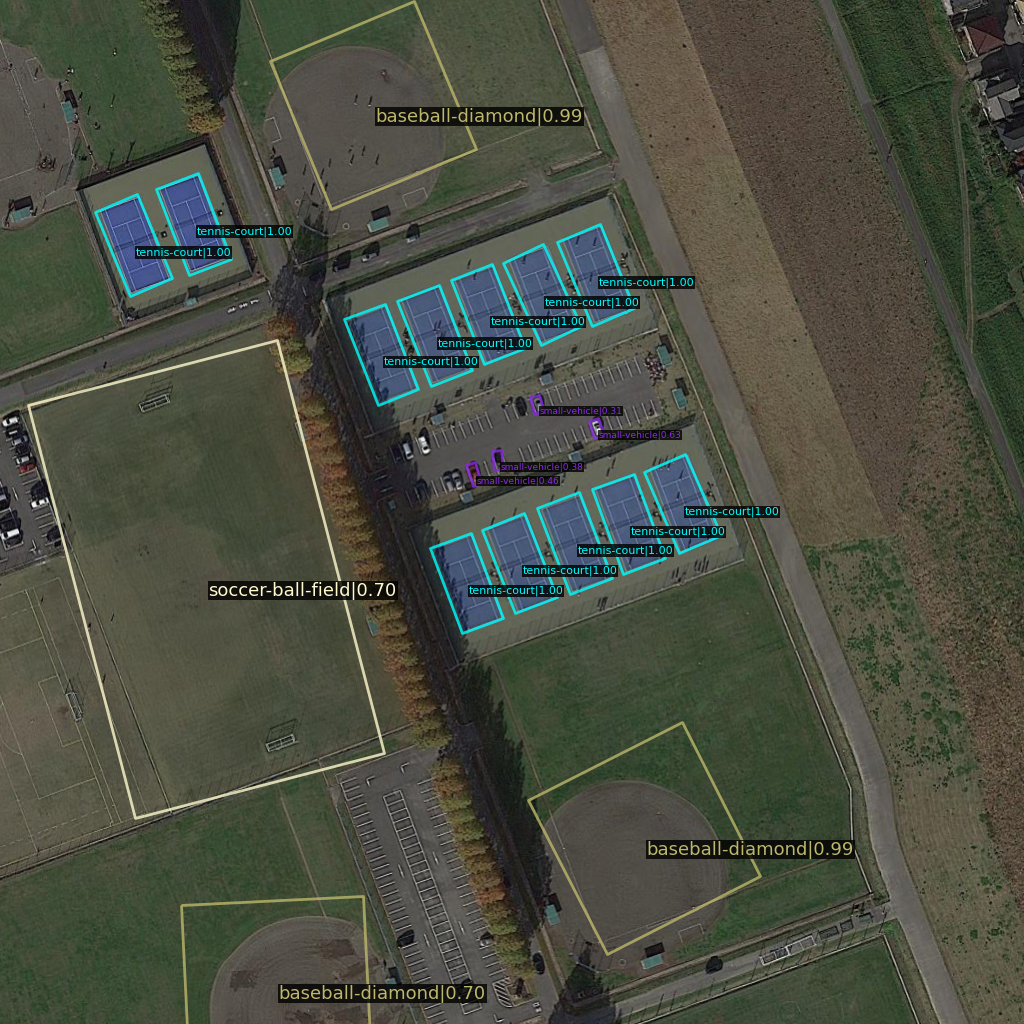 baseball-diamond|0.99
tennis-court|1.00
tennis-court|1.00
tennis-court|1.00
tennis-court|1.00
tennis-court|1.00
tennis-court|1.00
tennis-court|1.00
small-vehicle|0.31
small-vehicle|0.63
small-vehicle|0.38
small-vehicle|0.46
tennis-court|1.00
tennis-court|1.00
tennis-court|1.00
tennis-court|1.00
tennis-court|1.00
soccer-ball-field|0.70
baseball-diamond|0.99
baseball-diamond|0.70